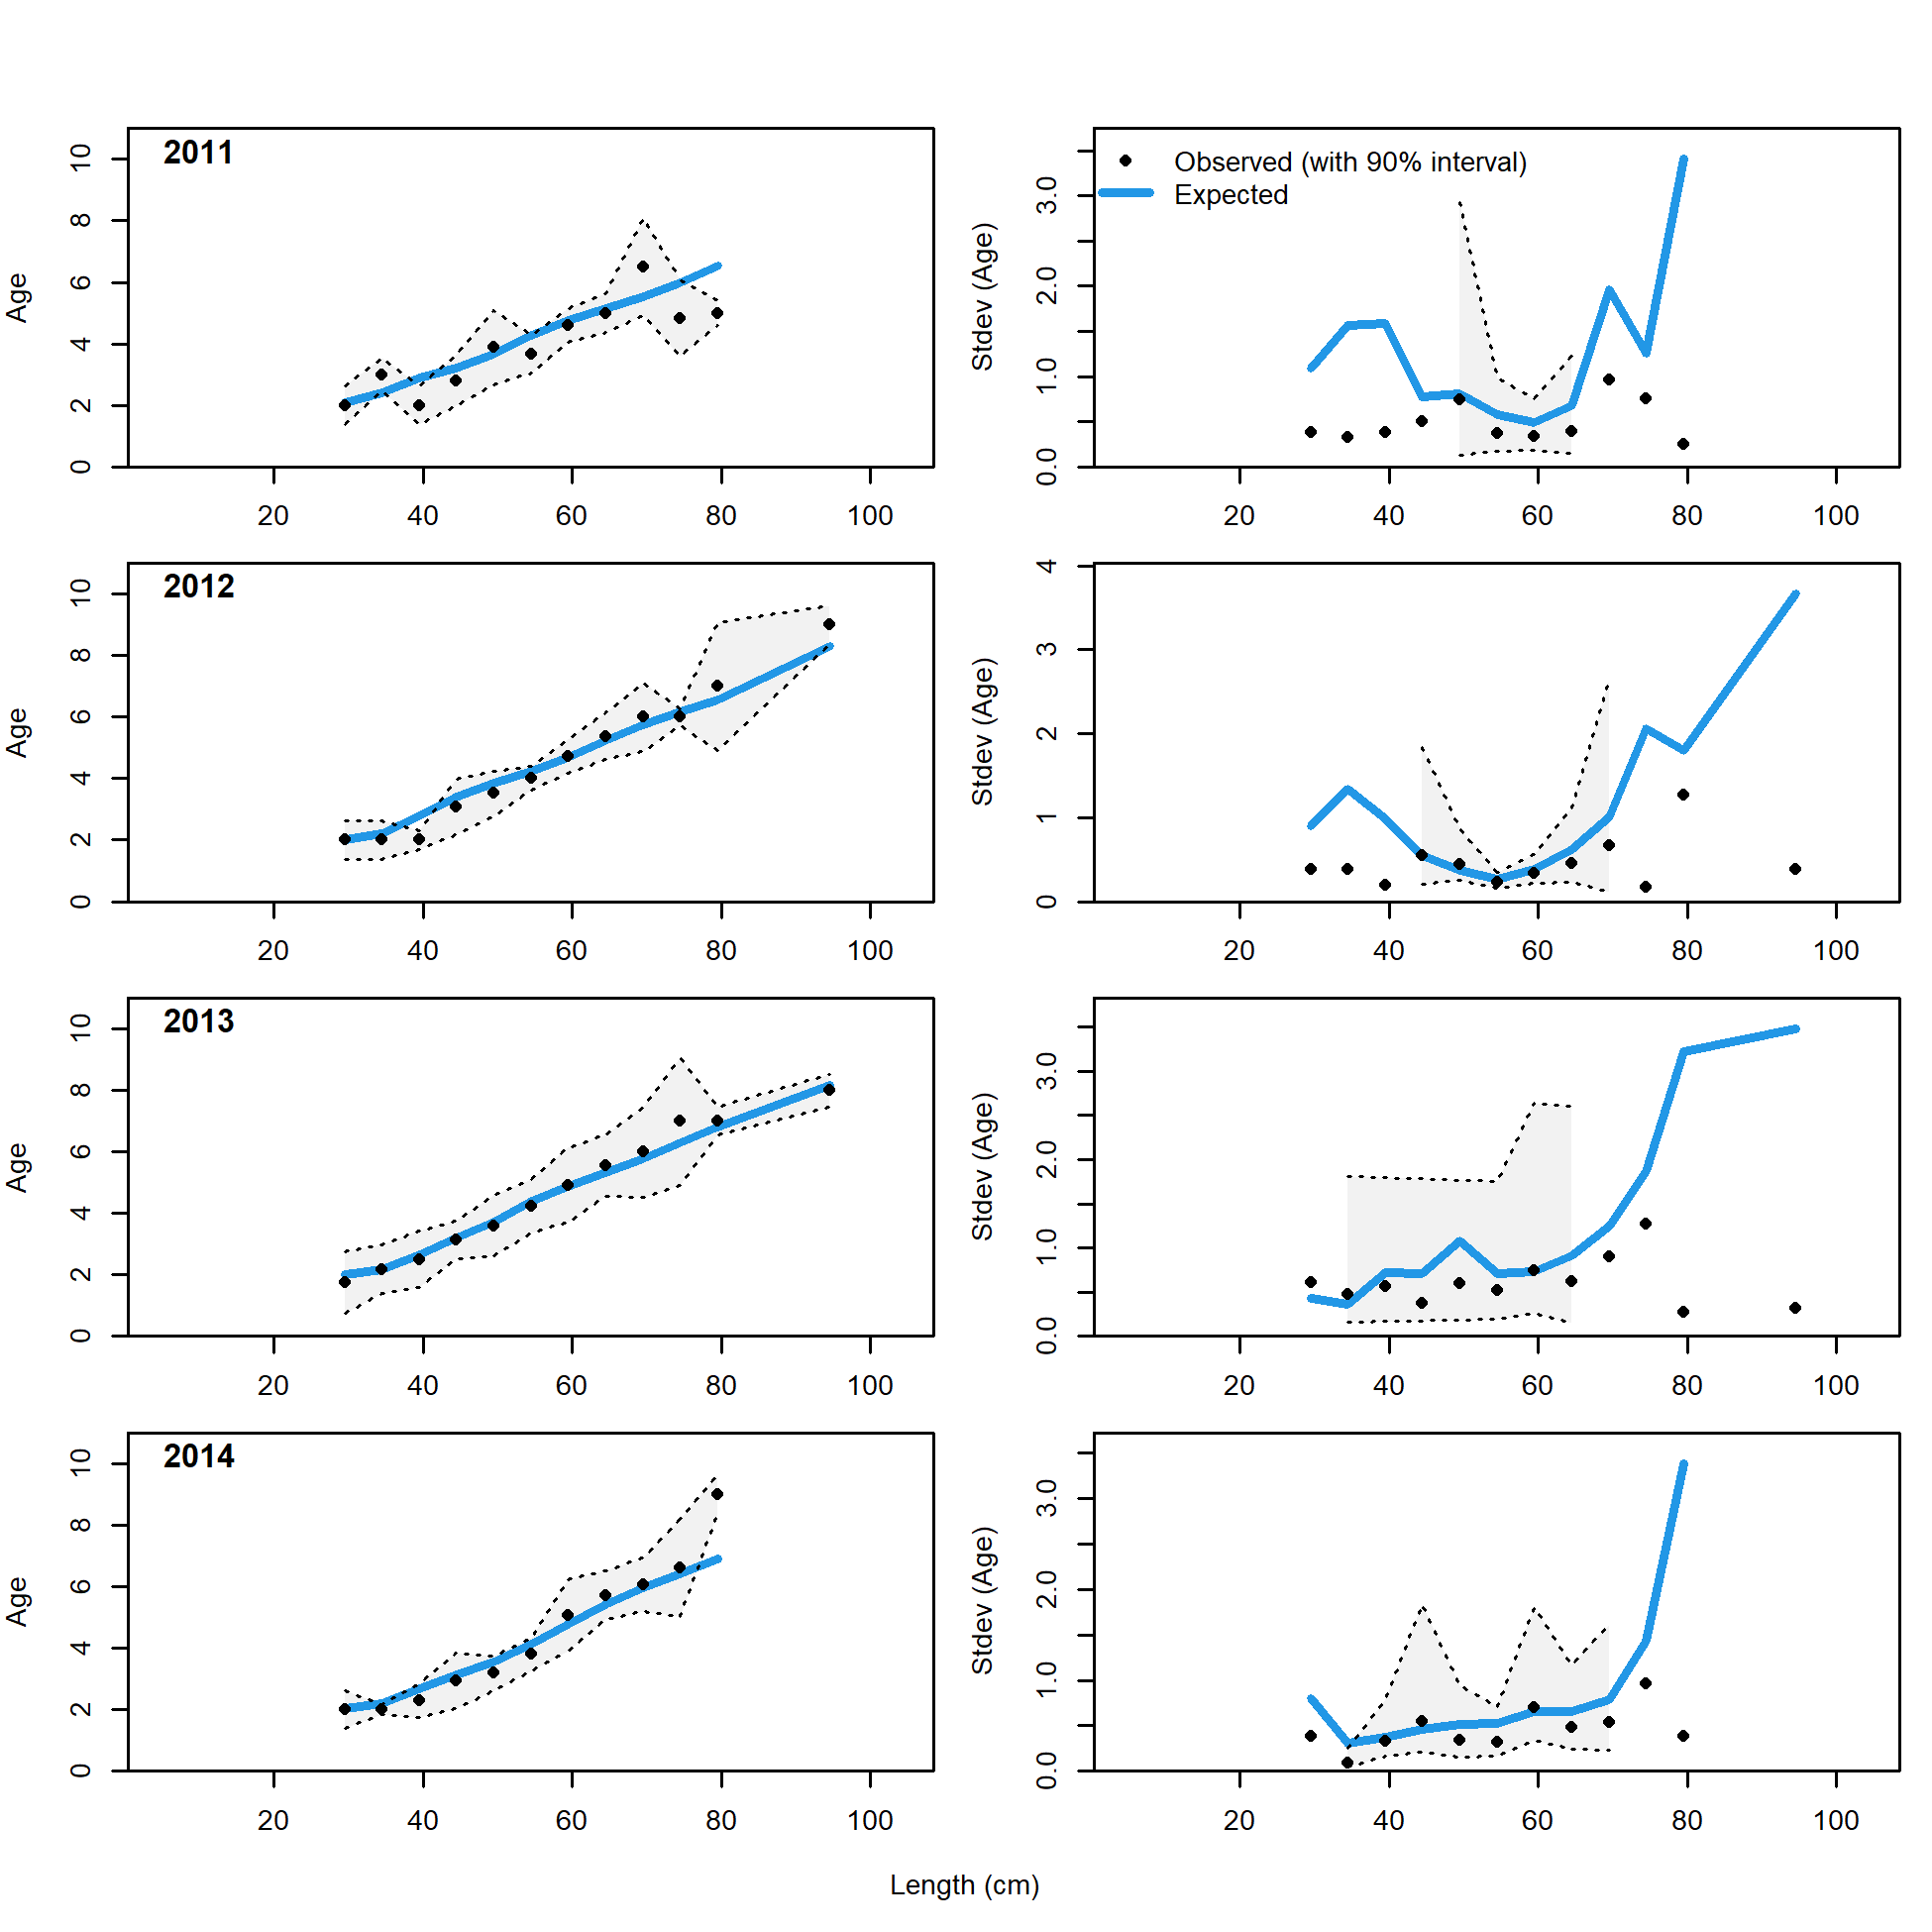 2011
Age
0 2 4 6 8 10
20 40 60 80 100
Observed (with 90% interval)
Expected
Stdev (Age)
0.0 1.0 2.0 3.0
20 40 60 80 100
2012
Age
0 2 4 6 8 10
20 40 60 80 100
Stdev (Age)
0 1 2 3 4
20 40 60 80 100
2013
Age
0 2 4 6 8 10
20 40 60 80 100
Stdev (Age)
0.0 1.0 2.0 3.0
20 40 60 80 100
2014
Age
0 2 4 6 8 10
20 40 60 80 100
Stdev (Age)
0.0 1.0 2.0 3.0
20 40 60 80 100
Length (cm)